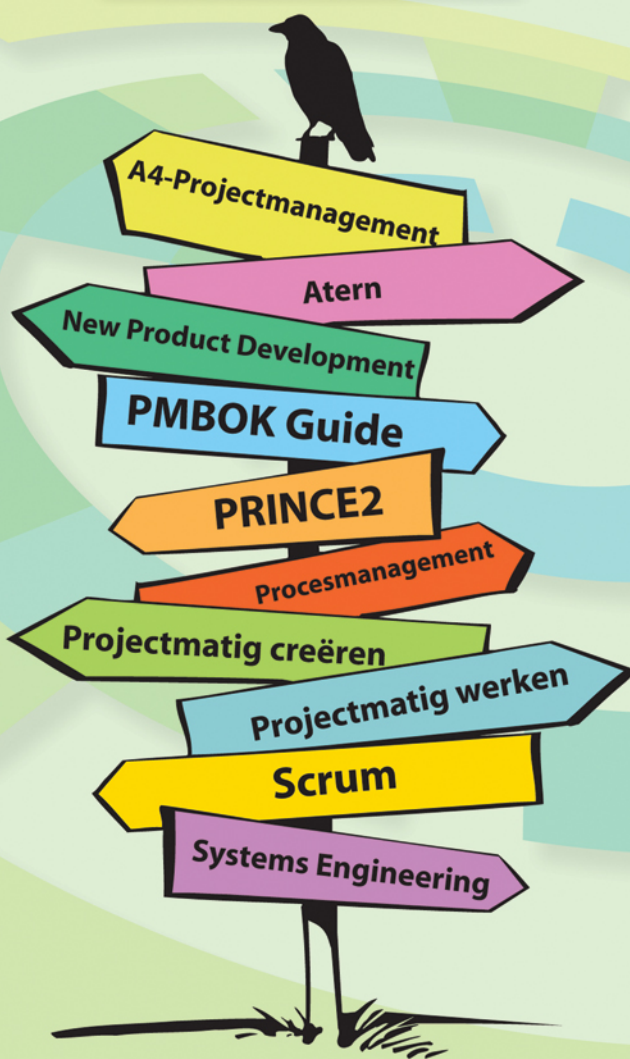 A4-Projectmanagement
Atern
New Product Development
PMBOK Guide
PRINCE2
Procesmanagement
Projectmatig creëren
Projectmatig werken
Scrum
Systems Engineering